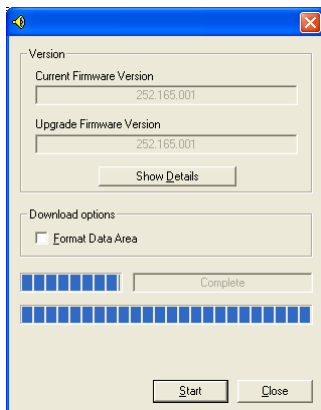 Version
Current Firmware Version
252.165.001
Upgrade Firmware Version
252.165.001
Show Details
Download options
Format Data Area
Complete
Start Close